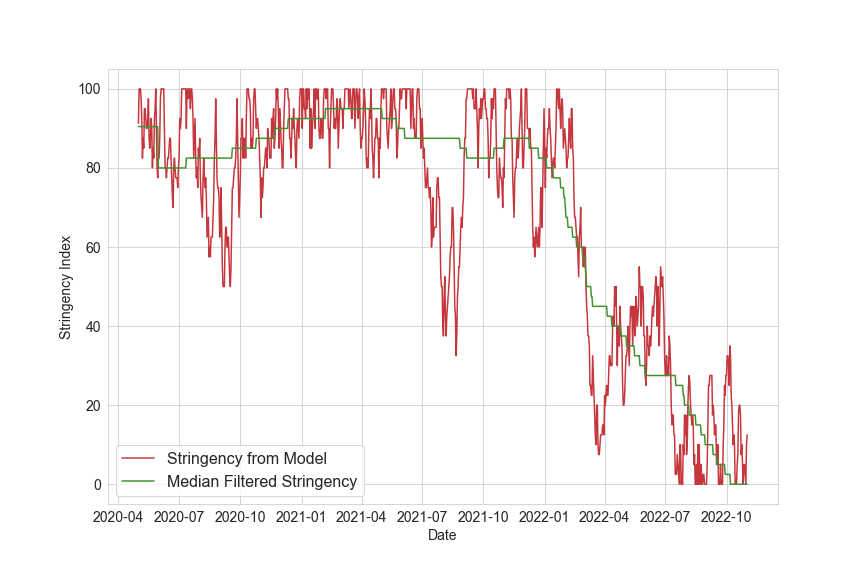 100
80
60
40
20
0
Stringency Index
Stringency from Model
Median Filtered Stringency
2020-04 2020-07 2020-10 2021-01 2021-04 2021-07 2021-10 2022-01 2022-04 2022-07 2022-10
Date